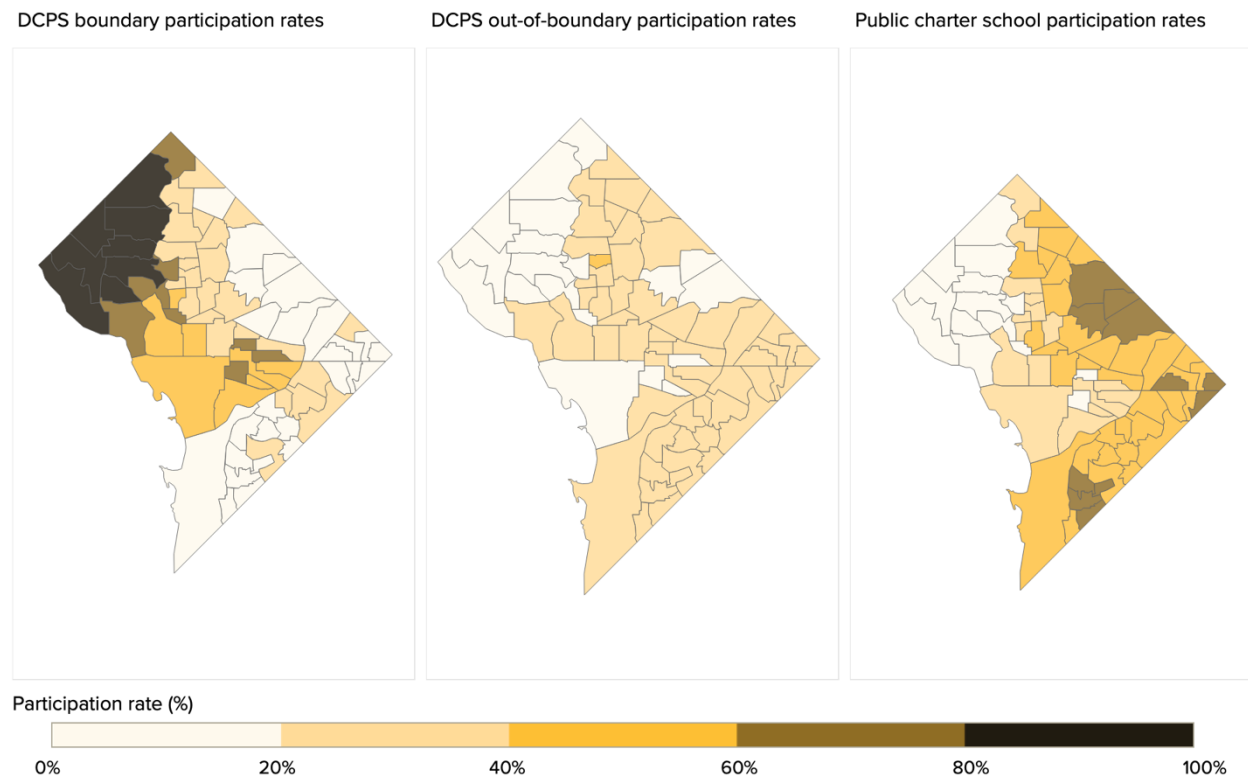 DCPS boundary participation rates
DCPS out-of-boundary participation rates
Public charter school participation rates
Participation rate (%)
0%
20%
40%
60%
80%
100%